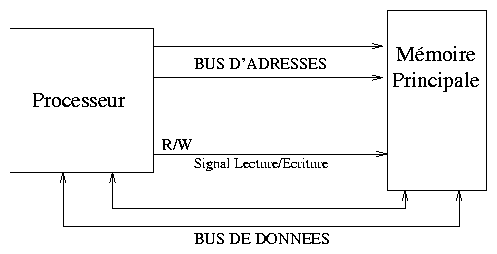 Processeur
BUS D'ADRESSES
Mémoire
Principale
R/W
Signal Lecture/Ecriture
BUS DE DONNEES